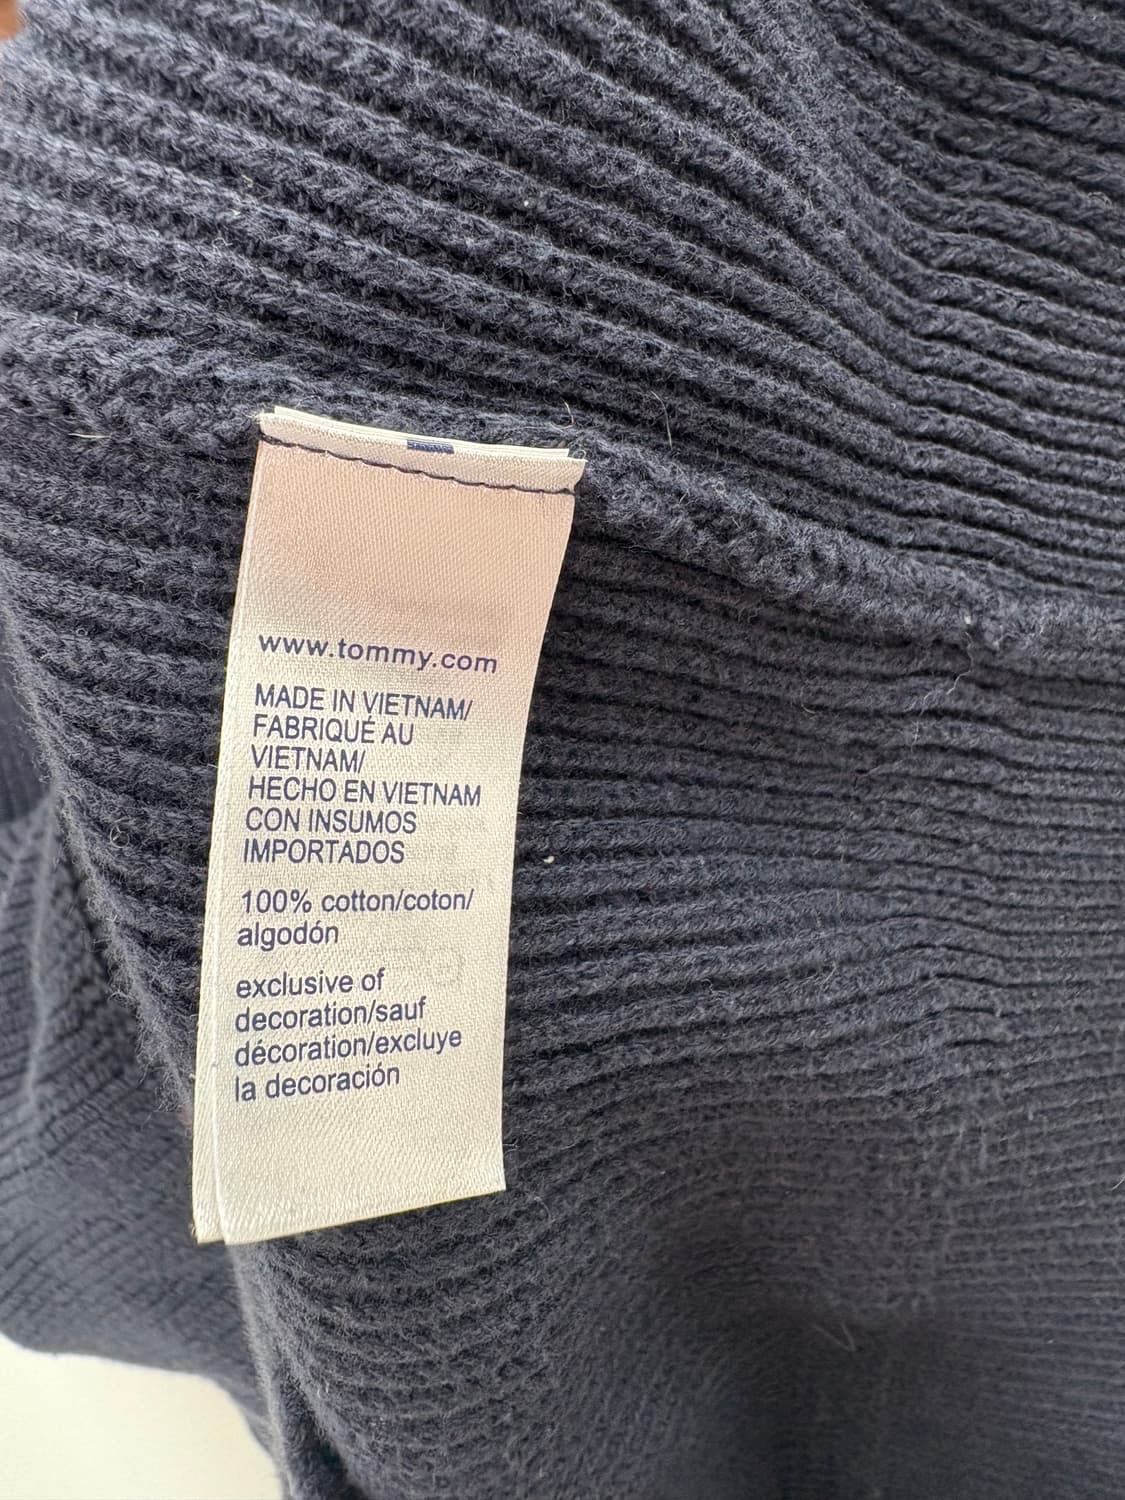 www.tommy.com
MADE IN VIETNAM/
FABRIQUÉ AU
VIETNAM/
HECHO EN VIETNAM
CON INSUMOS
IMPORTADOS
100% cotton/coton/
algodón
exclusive of
decoration/sauf
décoration/excluye
la decoración